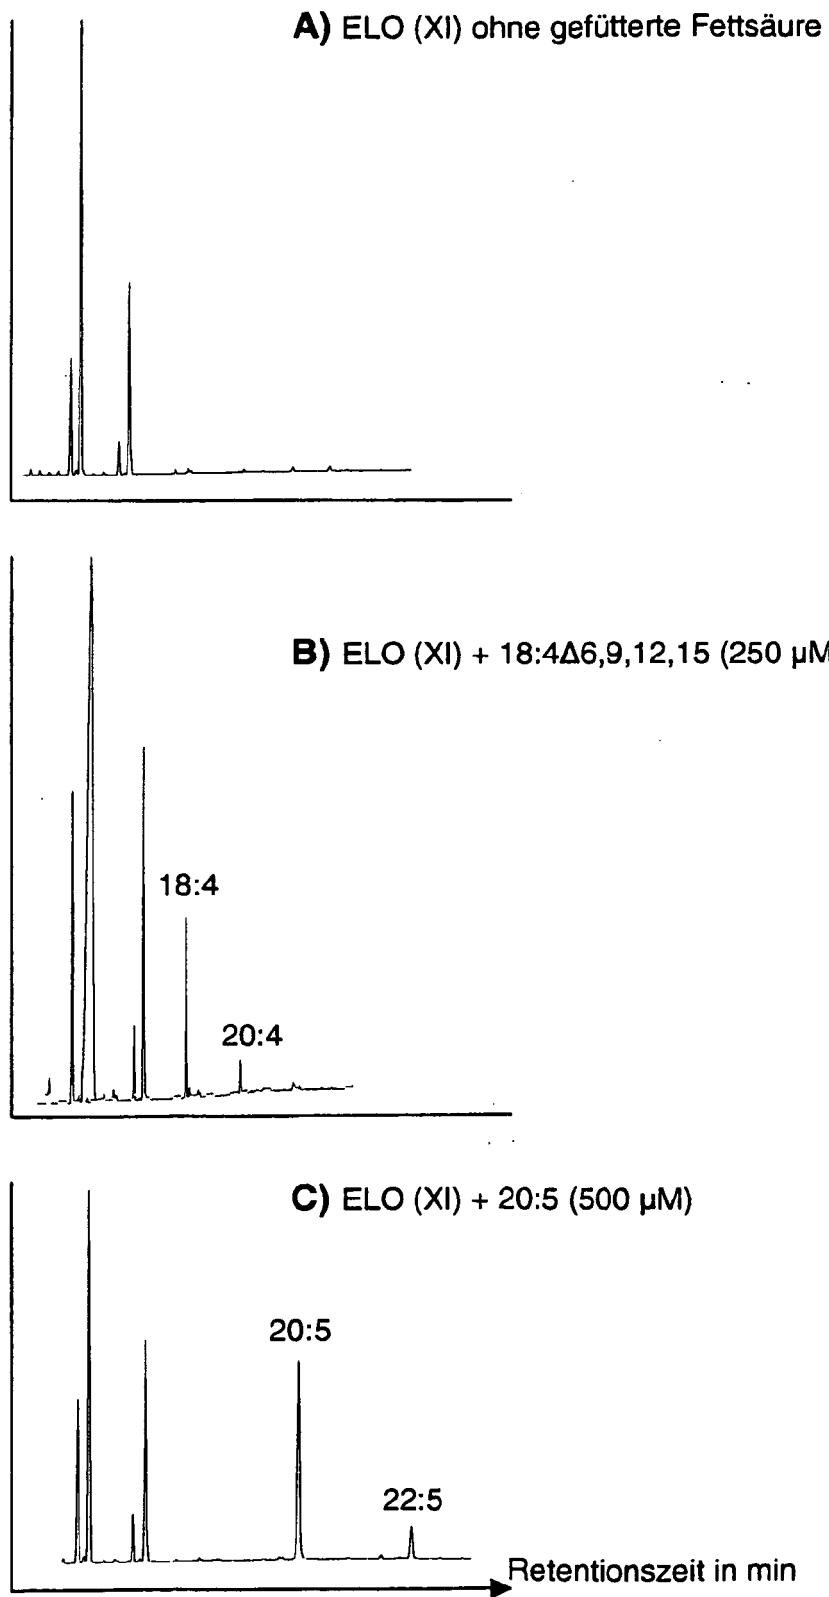 A) ELO (XI) ohne gefütterte Fettsäure
B) ELO (XI) + 18:4Δ6,9,12,15 (250 µM
18:4
20:4
C) ELO (XI) + 20:5 (500 µM)
20:5
22:5
Retentionszeit in min